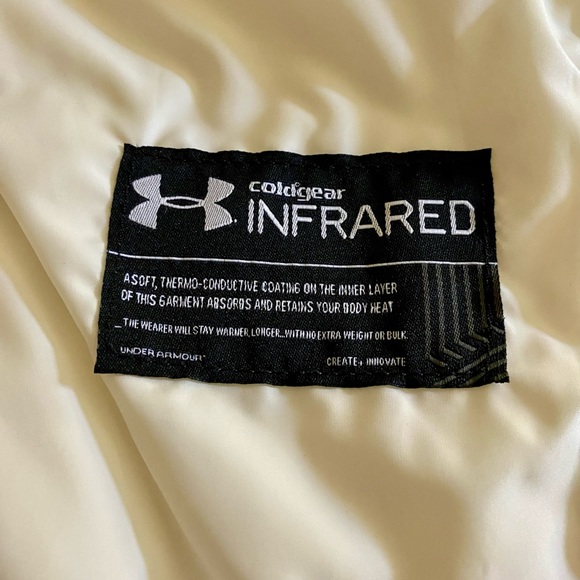 coldgear
INFRARED
A SOFT, THERMO-CONDUCTIVE COATING ON THE INNER LAYER
OF THIS GARMENT ABSORBS AND RETAINS YOUR BODY HEAT
_THE WEARER WILL STAY WARMER, LONGER...WITH NO EXTRA WEIGHT OR BULK.
UNDER ARMOUR
CREATE + INNOVATE